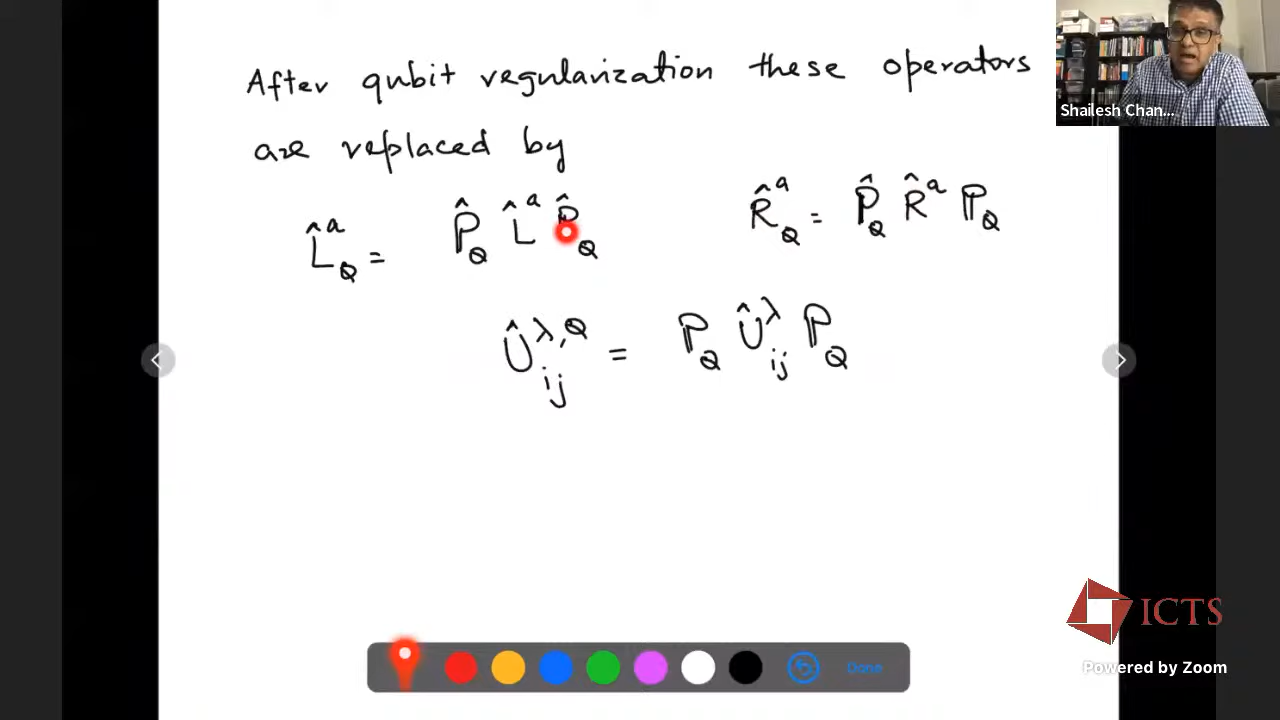 After qubit regularization these operators
are replaced by
L̂ᵃ_Q = P̂_Q L̂ᵃ P̂_Q
R̂ᵃ_Q = P̂_Q R̂ᵃ ℙ_Q
Û^{λ,Q}_{ij} = ℙ_Q Û^λ_{ij} ℙ_Q
Shailesh Chan...
Done
ICTS
Powered by Zoom